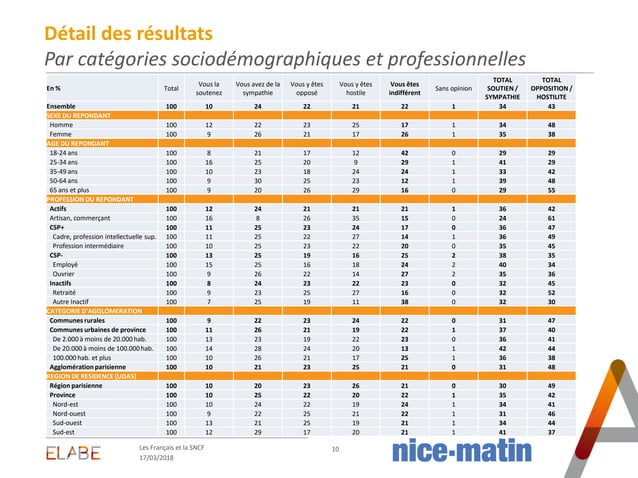 Détail des résultats
Par catégories sociodémographiques et professionnelles
En % Total Vous la soutenez Vous avez de la sympathie Vous y êtes opposé Vous y êtes hostile Vous êtes indifférent Sans opinion TOTAL SOUTIEN / SYMPATHIE TOTAL OPPOSITION / HOSTILITE
Ensemble 100 10 24 22 21 22 1 34 43
SEXE DU REPONDANT
Homme 100 12 22 23 25 17 1 34 48
Femme 100 9 26 21 17 26 1 35 38
AGE DU REPONDANT
18-24 ans 100 8 21 17 12 42 0 29 29
25-34 ans 100 16 25 20 9 29 1 41 29
35-49 ans 100 10 23 18 24 24 1 33 42
50-64 ans 100 9 30 25 23 12 1 39 48
65 ans et plus 100 9 20 26 29 16 0 29 55
PROFESSION DU REPONDANT
Actifs 100 12 24 21 21 21 1 36 42
Artisan, commerçant 100 16 8 26 35 15 0 24 61
CSP+ 100 11 25 23 24 17 0 36 47
Cadre, profession intellectuelle sup. 100 11 25 22 27 14 1 36 49
Profession intermédiaire 100 10 25 23 22 20 0 35 45
CSP- 100 13 25 19 16 25 2 38 35
Employé 100 15 25 16 18 24 2 40 34
Ouvrier 100 9 26 22 14 27 2 35 36
Inactifs 100 8 24 23 22 23 0 32 45
Retraité 100 9 23 25 27 16 0 32 52
Autre Inactif 100 7 25 19 11 38 0 32 30
CATEGORIE D'AGGLOMERATION
Communes rurales 100 9 22 23 24 22 0 31 47
Communes urbaines de province 100 11 26 21 19 22 1 37 40
De 2.000 à moins de 20.000 hab. 100 13 23 19 22 23 0 36 41
De 20.000 à moins de 100.000 hab. 100 14 28 24 20 13 1 42 44
100.000 hab. et plus 100 10 26 21 17 25 1 36 38
Agglomération parisienne 100 10 21 23 25 21 0 31 48
REGION DE RESIDENCE (UDA5)
Région parisienne 100 10 20 23 26 21 0 30 49
Province 100 10 25 22 20 22 1 35 42
Nord-est 100 10 24 22 19 24 1 34 41
Nord-ouest 100 9 22 25 21 22 1 31 46
Sud-ouest 100 13 21 25 19 21 1 34 44
Sud-est 100 12 29 17 20 21 1 41 37
ELABE
Les Français et la SNCF
17/03/2018
10
nice-matin